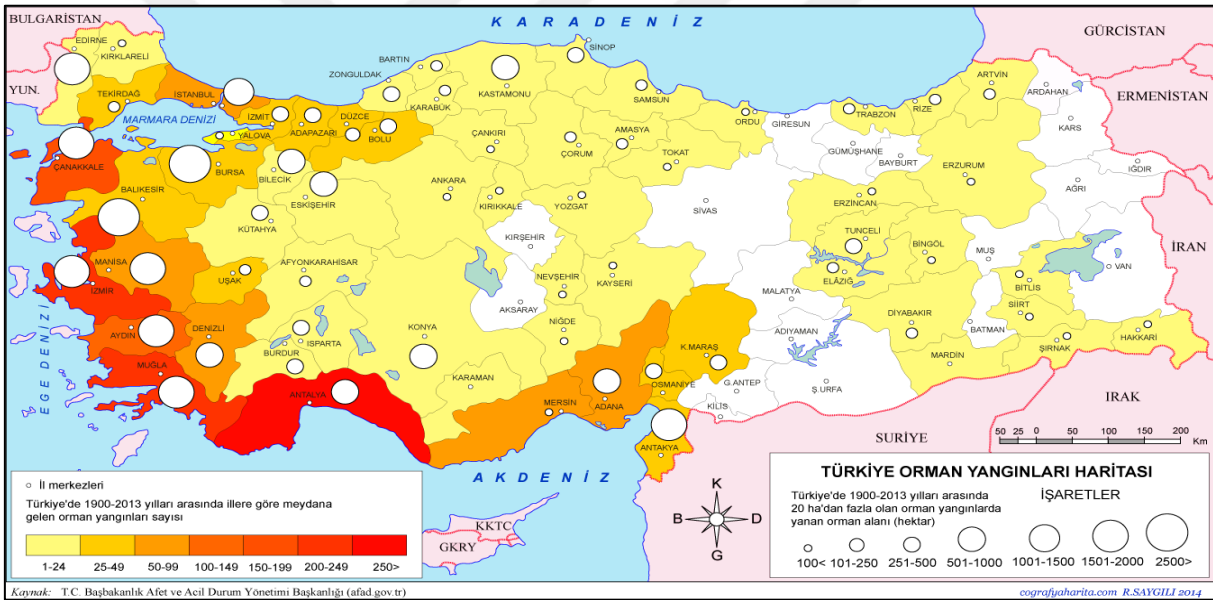 BULGARİSTAN
KARADENİZ
GÜRCİSTAN
EDİRNE
KIRKLARELİ
SİNOP
BARTIN
ZONGULDAK
KASTAMONU
ARTVİN
ARDAHAN
YUN.
TEKİRDAĞ
İSTANBUL
KARABÜK
SAMSUN
RİZE
TRABZON
ERMENİSTAN
MARMARA DENİZİ
İZMİT
DÜZCE
ORDU
GİRESUN
KARS
YALOVA
ADAPAZARI
BOLU
ÇANKIRI
AMASYA
ÇORUM
TOKAT
GÜMÜŞHANE
BAYBURT
ÇANAKKALE
BURSA
BİLECİK
ERZURUM
IĞDIR
AĞRI
BALIKESİR
ESKİŞEHİR
ANKARA
KIRIKKALE
YOZGAT
SİVAS
ERZİNCAN
KÜTAHYA
KIRŞEHİR
TUNCELİ
BİNGÖL
MUŞ
İRAN
MANİSA
UŞAK
AFYONKARAHİSAR
NEVŞEHİR
KAYSERİ
ELÂZIĞ
VAN
BİTLİS
İZMİR
AKSARAY
MALATYA
SİİRT
EGE DENİZİ
AYDIN
DENİZLİ
KONYA
NİĞDE
DİYABAKIR
BATMAN
BURDUR
ISPARTA
K.MARAŞ
ADIYAMAN
HAKKARİ
ŞIRNAK
MARDİN
MUĞLA
ANTALYA
KARAMAN
OSMANİYE
G.ANTEP
Ş.URFA
MERSİN
ADANA
KİLİS
IRAK
SURİYE
50 25 0 50 100 150 200
Km
ANTAKYA
AKDENİZ
İl merkezleri
Türkiye'de 1900-2013 yılları arasında illere göre meydana
gelen orman yangınları sayısı
1-24 25-49 50-99 100-149 150-199 200-249 250>
KKTC
GKRY
K
B D
G
TÜRKİYE ORMAN YANGINLARI HARİTASI
Türkiye'de 1900-2013 yılları arasında
20 ha'dan fazla olan orman yangınlarda
yanan orman alanı (hektar)
İŞARETLER
100< 101-250 251-500 501-1000 1001-1500 1501-2000 2500>
Kaynak: T.C. Başbakanlık Afet ve Acil Durum Yönetimi Başkanlığı (afad.gov.tr)
cografyaharita.com R.SAYGILI 2014